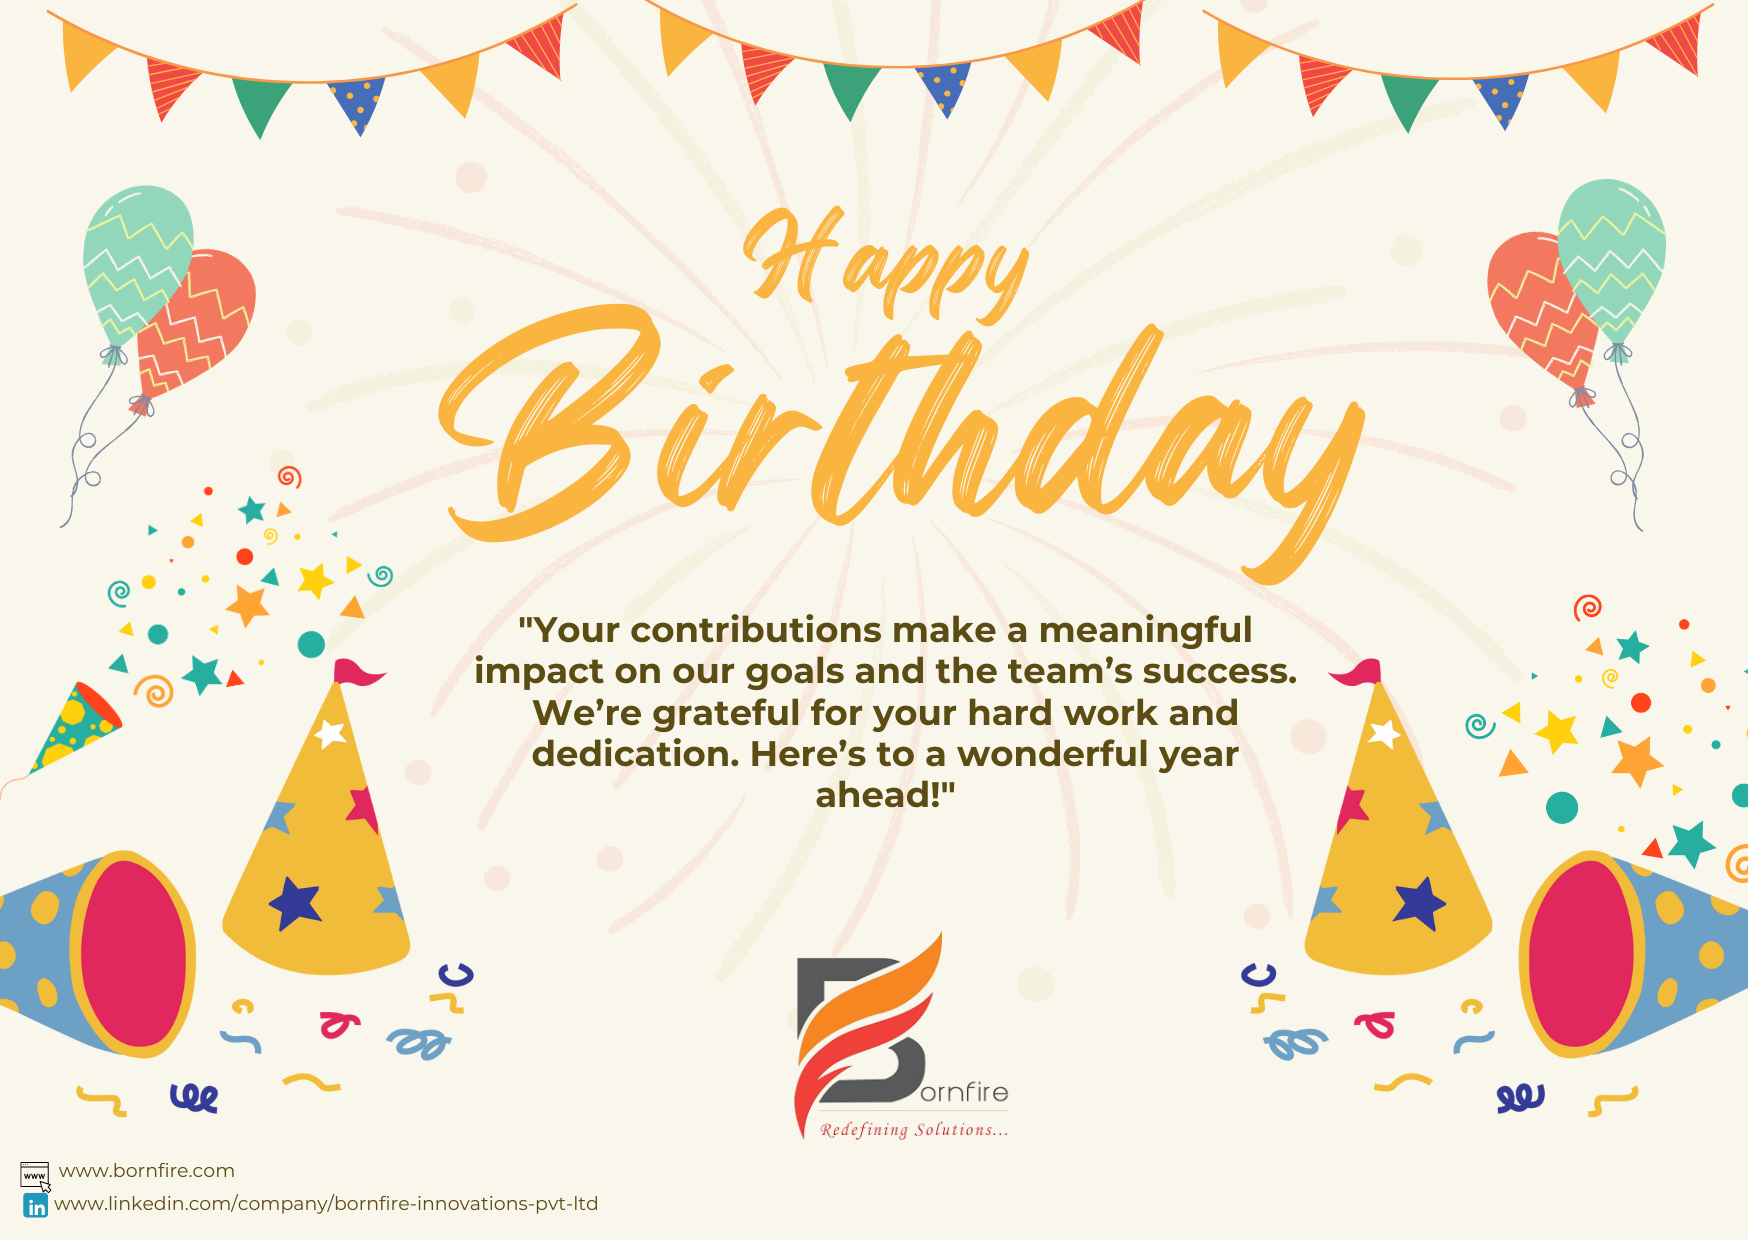 Happy
Birthday
"Your contributions make a meaningful
impact on our goals and the team’s success.
We’re grateful for your hard work and
dedication. Here’s to a wonderful year
ahead!"
Bornfire
Redefining Solutions...
www www.bornfire.com
in www.linkedin.com/company/bornfire-innovations-pvt-ltd